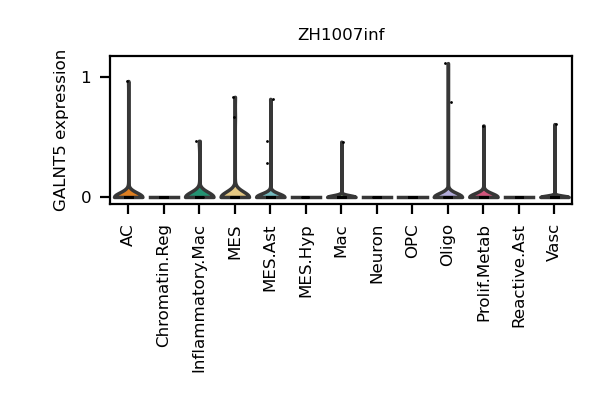 ZH1007inf
GALNT5 expression
1
0
AC
Chromatin.Reg
Inflammatory.Mac
MES
MES.Ast
MES.Hyp
Mac
Neuron
OPC
Oligo
Prolif.Metab
Reactive.Ast
Vasc